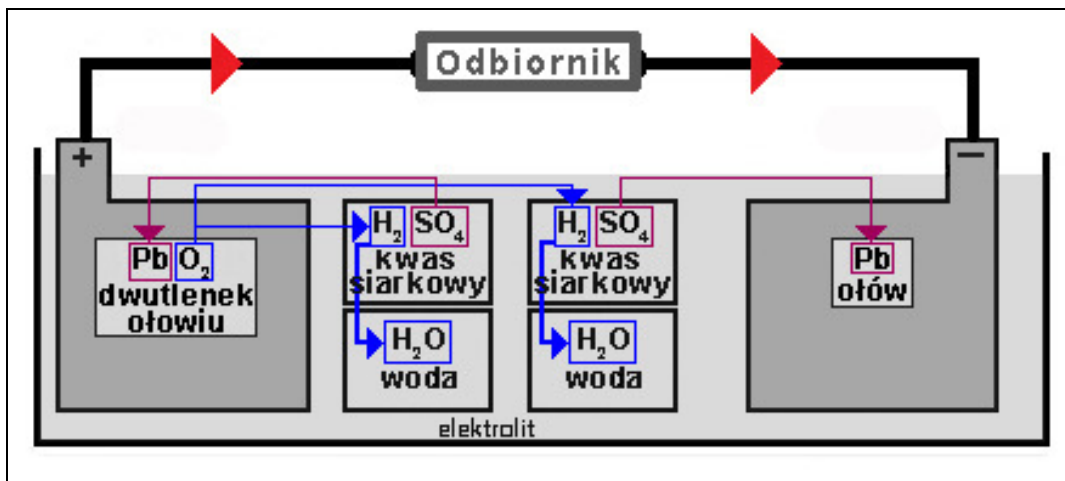 Odbiornik
+
−
H₂ SO₄
kwas
siarkowy
H₂ SO₄
kwas
siarkowy
Pb O₂
dwutlenek
ołowiu
Pb
ołów
H₂O
woda
H₂O
woda
elektrolit